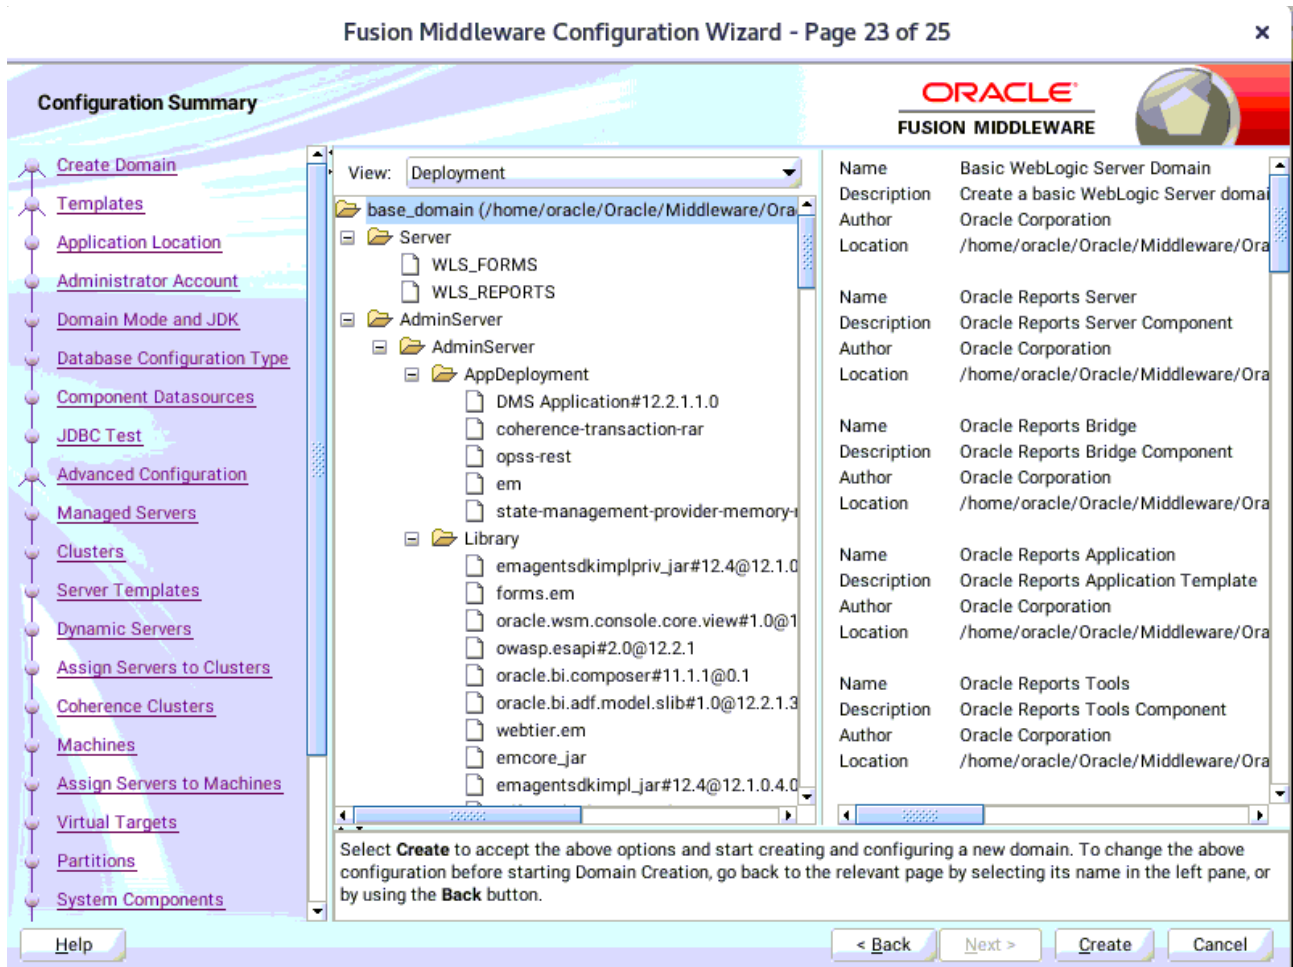 Fusion Middleware Configuration Wizard - Page 23 of 25
×
Configuration Summary
ORACLE
FUSION MIDDLEWARE
Create Domain
Templates
Application Location
Administrator Account
Domain Mode and JDK
Database Configuration Type
Component Datasources
JDBC Test
Advanced Configuration
Managed Servers
Clusters
Server Templates
Dynamic Servers
Assign Servers to Clusters
Coherence Clusters
Machines
Assign Servers to Machines
Virtual Targets
Partitions
System Components
View: Deployment
base_domain (/home/oracle/Oracle/Middleware/Ora
Server
WLS_FORMS
WLS_REPORTS
AdminServer
AdminServer
AppDeployment
DMS Application#12.2.1.1.0
coherence-transaction-rar
opss-rest
em
state-management-provider-memory-r
Library
emagentsdkimplpriv_jar#12.4@12.1.0
forms.em
oracle.wsm.console.core.view#1.0@1
owasp.esapi#2.0@12.2.1
oracle.bi.composer#11.1.1@0.1
oracle.bi.adf.model.slib#1.0@12.2.1.3
webtier.em
emcore_jar
emagentsdkimpl_jar#12.4@12.1.0.4.0
Name Basic WebLogic Server Domain
Description Create a basic WebLogic Server domai
Author Oracle Corporation
Location /home/oracle/Oracle/Middleware/Ora
Name Oracle Reports Server
Description Oracle Reports Server Component
Author Oracle Corporation
Location /home/oracle/Oracle/Middleware/Ora
Name Oracle Reports Bridge
Description Oracle Reports Bridge Component
Author Oracle Corporation
Location /home/oracle/Oracle/Middleware/Ora
Name Oracle Reports Application
Description Oracle Reports Application Template
Author Oracle Corporation
Location /home/oracle/Oracle/Middleware/Ora
Name Oracle Reports Tools
Description Oracle Reports Tools Component
Author Oracle Corporation
Location /home/oracle/Oracle/Middleware/Ora
Select Create to accept the above options and start creating and configuring a new domain. To change the above
configuration before starting Domain Creation, go back to the relevant page by selecting its name in the left pane, or
by using the Back button.
Help
< Back
Next >
Create
Cancel